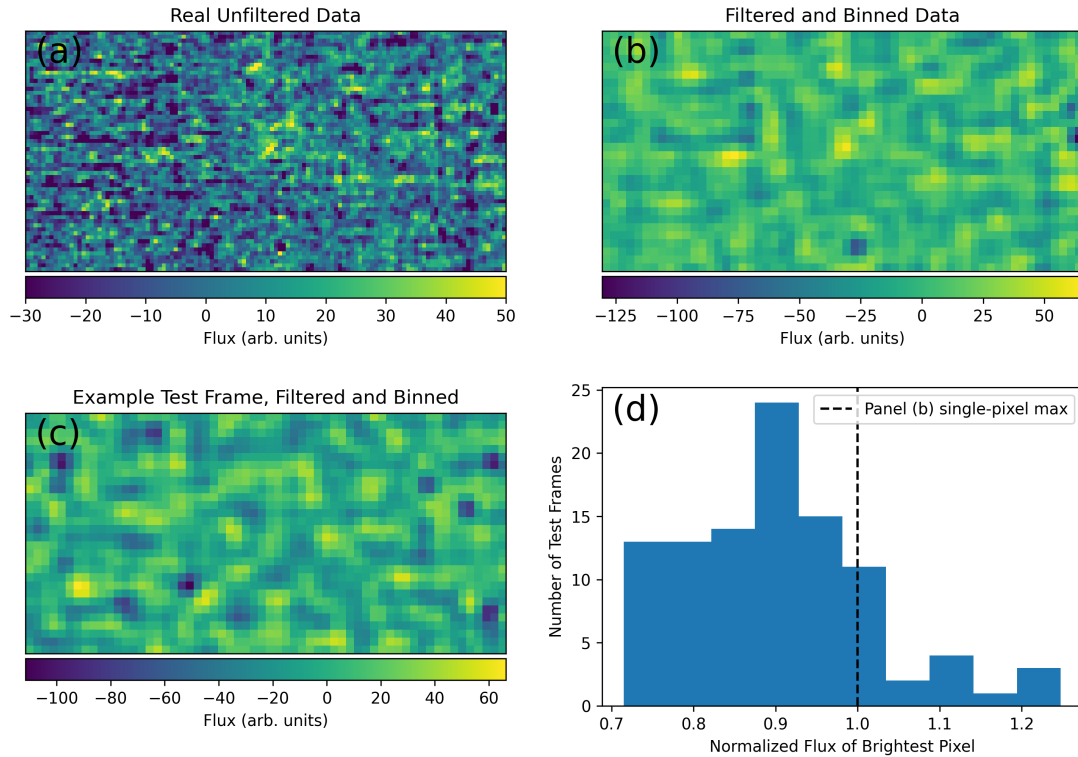 Real Unfiltered Data
(a)
−30 −20 −10 0 10 20 30 40 50
Flux (arb. units)
Filtered and Binned Data
(b)
−125 −100 −75 −50 −25 0 25 50
Flux (arb. units)
Example Test Frame, Filtered and Binned
(c)
−100 −80 −60 −40 −20 0 20 40 60
Flux (arb. units)
(d)
Panel (b) single-pixel max
25
20
15
10
5
0
Number of Test Frames
0.7 0.8 0.9 1.0 1.1 1.2
Normalized Flux of Brightest Pixel